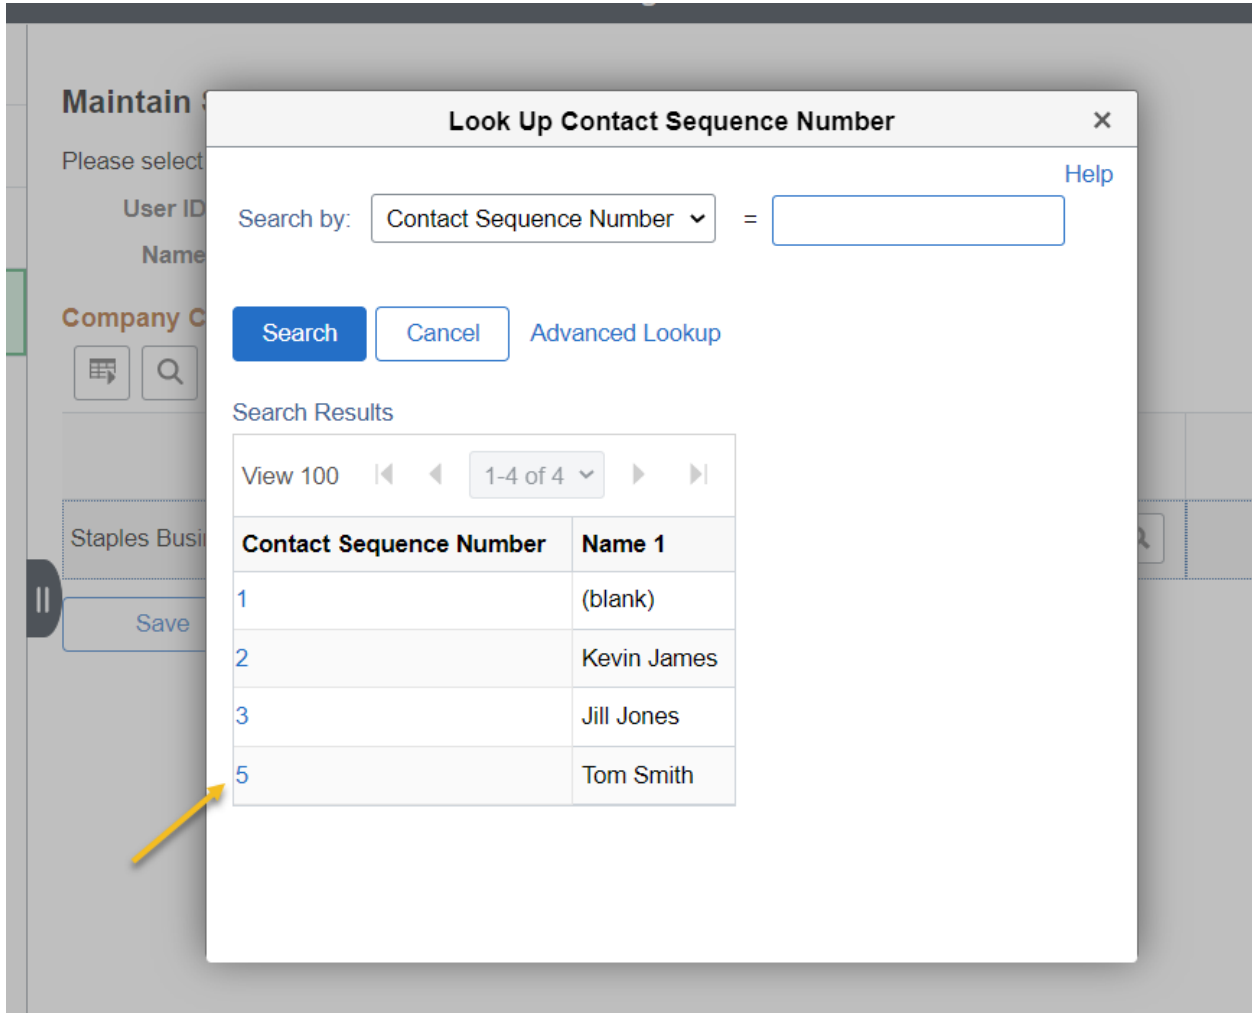 Maintain
Look Up Contact Sequence Number
Please select
Help
User ID
Search by: Contact Sequence Number =
Name
Company C
Search Cancel Advanced Lookup
Search Results
View 100 1-4 of 4
Staples Busi
Contact Sequence Number Name 1
1 (blank)
Save
2 Kevin James
3 Jill Jones
5 Tom Smith